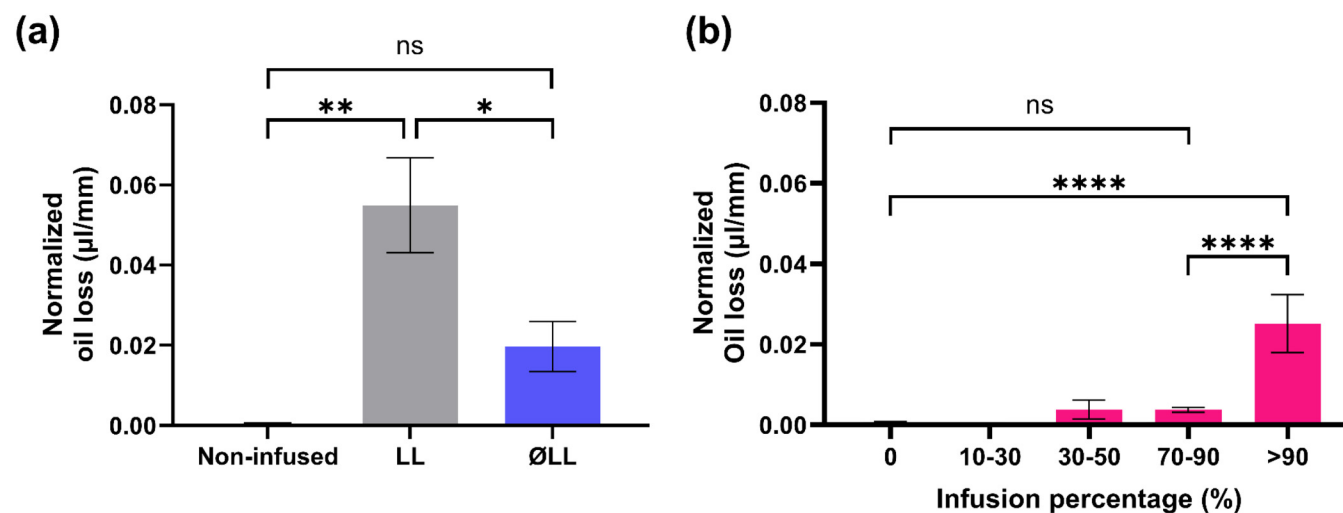 (a)
ns
**
*
0.08
0.06
0.04
0.02
0.00
Normalized
oil loss (µl/mm)
Non-infused LL ØLL
(b)
ns
****
****
0.08
0.06
0.04
0.02
0.00
Normalized
Oil loss (µl/mm)
0 10-30 30-50 70-90 >90
Infusion percentage (%)